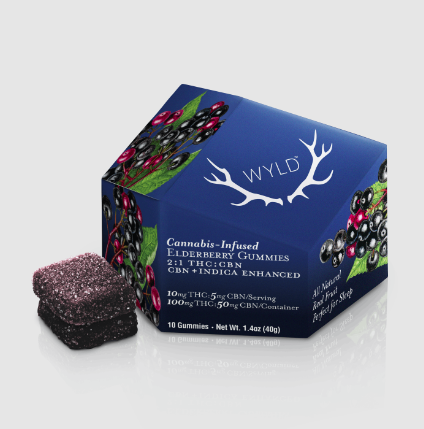 WYLD
Cannabis-Infused
ELDERBERRY GUMMIES
2:1 THC:CBN
CBN + INDICA ENHANCED
10mg THC:5mg CBN/Serving
100mg THC:50mg CBN/Container
10 Gummies • Net Wt. 1.4oz (40g)
All Natural
Real Fruit
Perfect for Sleep